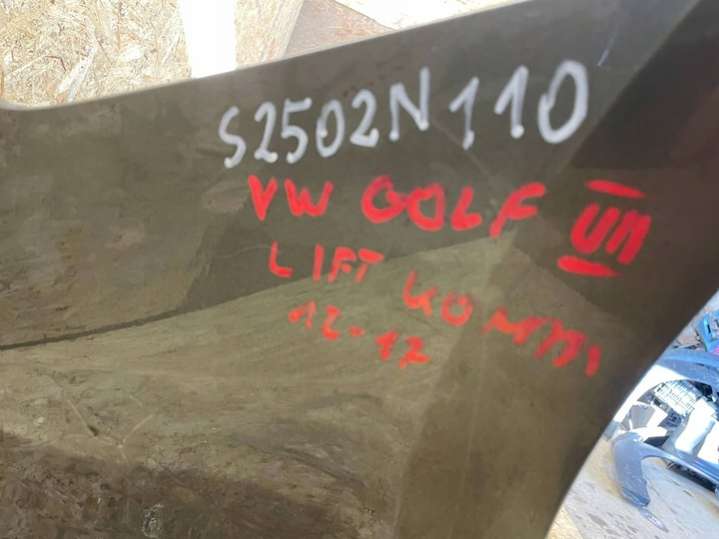 S2502N110
VW GOLF VII
LIFT KOMBI
12-17